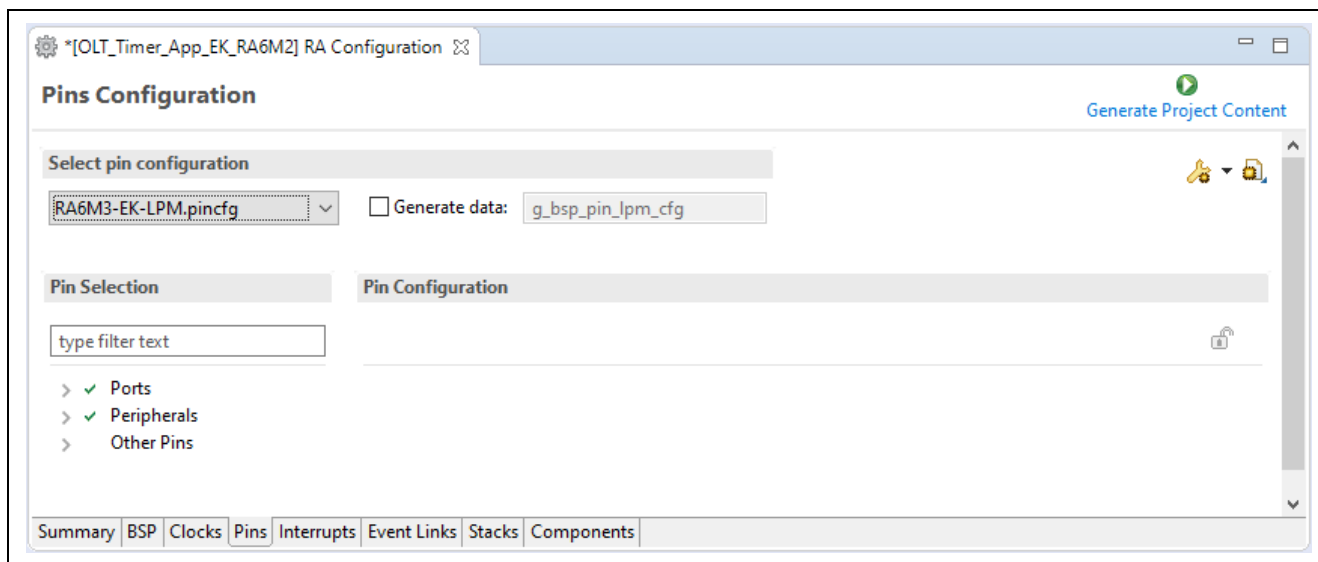 *[OLT_Timer_App_EK_RA6M2] RA Configuration
Pins Configuration
Generate Project Content
Select pin configuration
RA6M3-EK-LPM.pincfg
Generate data:
g_bsp_pin_lpm_cfg
Pin Selection
Pin Configuration
type filter text
Ports
Peripherals
Other Pins
Summary BSP Clocks Pins Interrupts Event Links Stacks Components